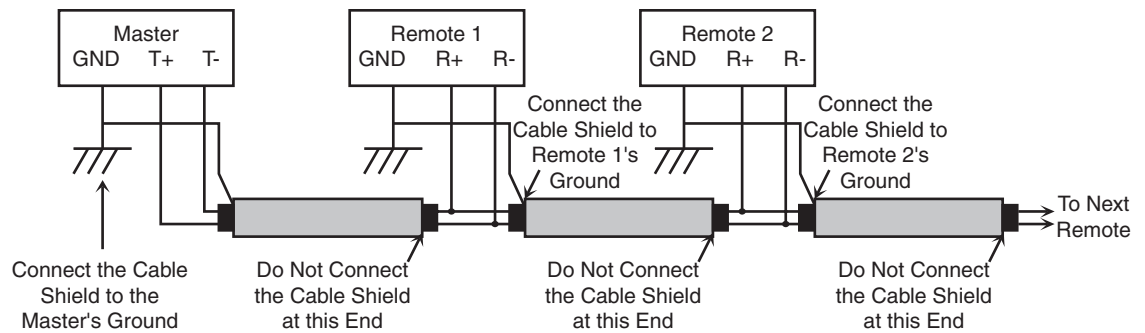 Master
GND T+ T-
Remote 1
GND R+ R-
Remote 2
GND R+ R-
Connect the
Cable Shield to
Remote 1's
Ground
Connect the
Cable Shield to
Remote 2's
Ground
To Next
Remote
Connect the Cable
Shield to the
Master's Ground
Do Not Connect
the Cable Shield
at this End
Do Not Connect
the Cable Shield
at this End
Do Not Connect
the Cable Shield
at this End